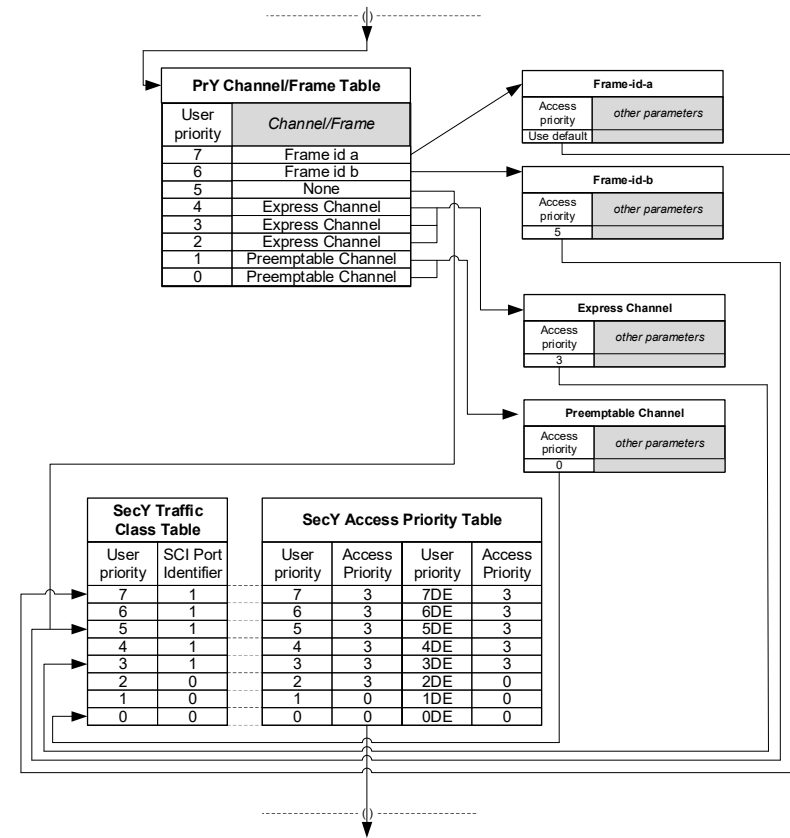 ( )
PrY Channel/Frame Table
User priority Channel/Frame
7 Frame id a
6 Frame id b
5 None
4 Express Channel
3 Express Channel
2 Express Channel
1 Preemptable Channel
0 Preemptable Channel
Frame-id-a
Access priority other parameters
Use default
Frame-id-b
Access priority other parameters
5
Express Channel
Access priority other parameters
3
Preemptable Channel
Access priority other parameters
0
SecY Traffic
Class Table
User priority SCI Port Identifier
7 1
6 1
5 1
4 1
3 1
2 0
1 0
0 0
SecY Access Priority Table
User priority Access Priority User priority Access Priority
7 3 7DE 3
6 3 6DE 3
5 3 5DE 3
4 3 4DE 3
3 3 3DE 3
2 3 2DE 0
1 0 1DE 0
0 0 0DE 0
( )